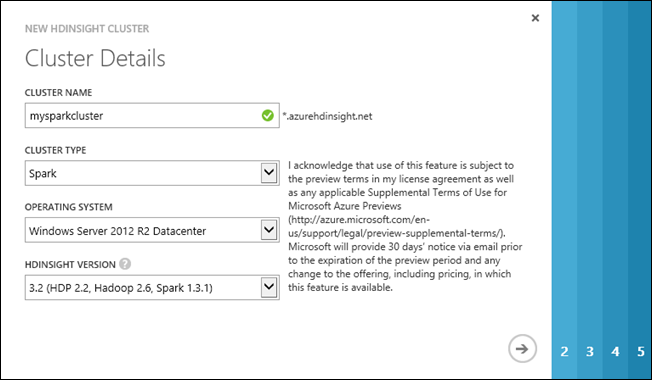 NEW HDINSIGHT CLUSTER
Cluster Details
CLUSTER NAME
mysparkcluster
*.azurehdinsight.net
CLUSTER TYPE
Spark
I acknowledge that use of this feature is subject to
the preview terms in my license agreement as well
as any applicable Supplemental Terms of Use for
Microsoft Azure Previews
(http://azure.microsoft.com/en-
us/support/legal/preview-supplemental-terms/).
Microsoft will provide 30 days' notice via email prior
to the expiration of the preview period and any
change to the offering, including pricing, in which
this feature is available.
OPERATING SYSTEM
Windows Server 2012 R2 Datacenter
HDINSIGHT VERSION ?
3.2 (HDP 2.2, Hadoop 2.6, Spark 1.3.1)
2 3 4 5